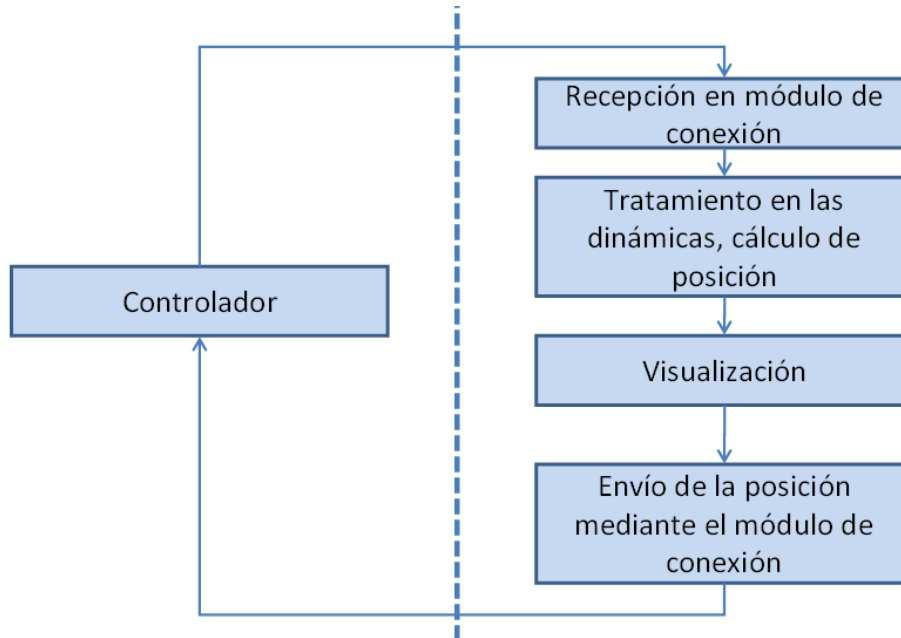 Recepción en módulo de
conexión
Tratamiento en las
dinámicas, cálculo de
posición
Controlador
Visualización
Envío de la posición
mediante el módulo de
conexión